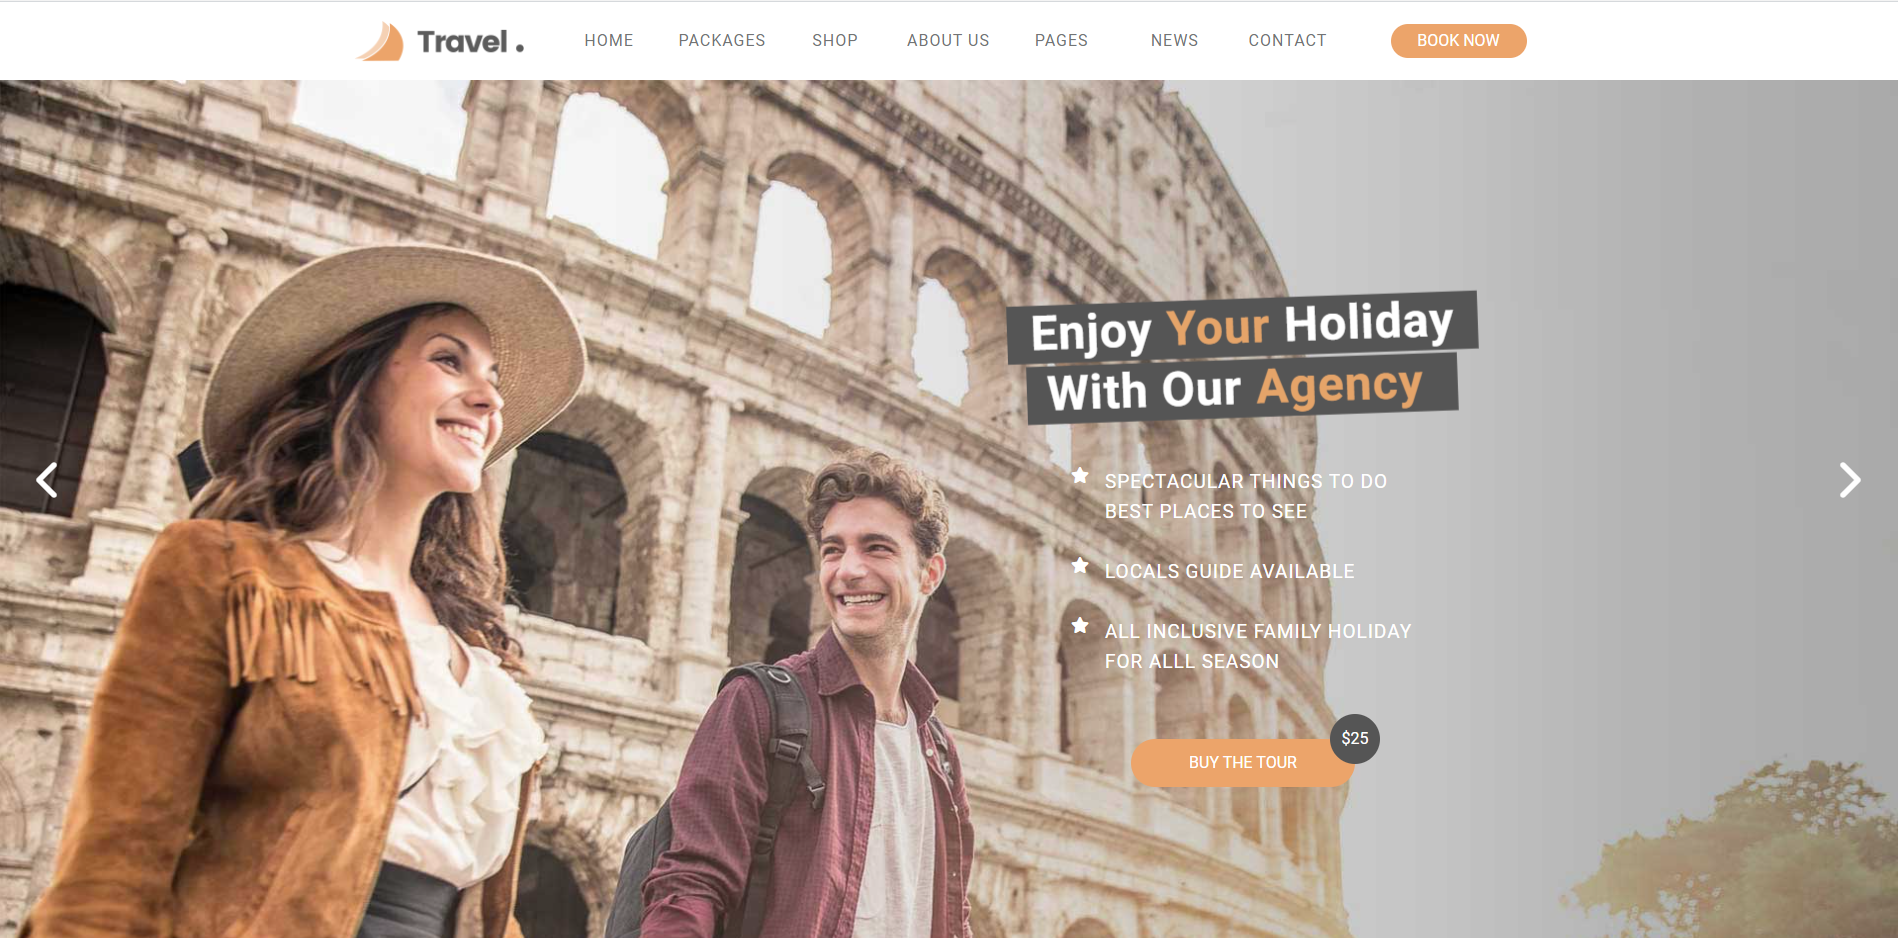 Travel .
HOME PACKAGES SHOP ABOUT US PAGES NEWS CONTACT BOOK NOW
Enjoy Your Holiday
With Our Agency
SPECTACULAR THINGS TO DO
BEST PLACES TO SEE
LOCALS GUIDE AVAILABLE
ALL INCLUSIVE FAMILY HOLIDAY
FOR ALLL SEASON
$25
BUY THE TOUR